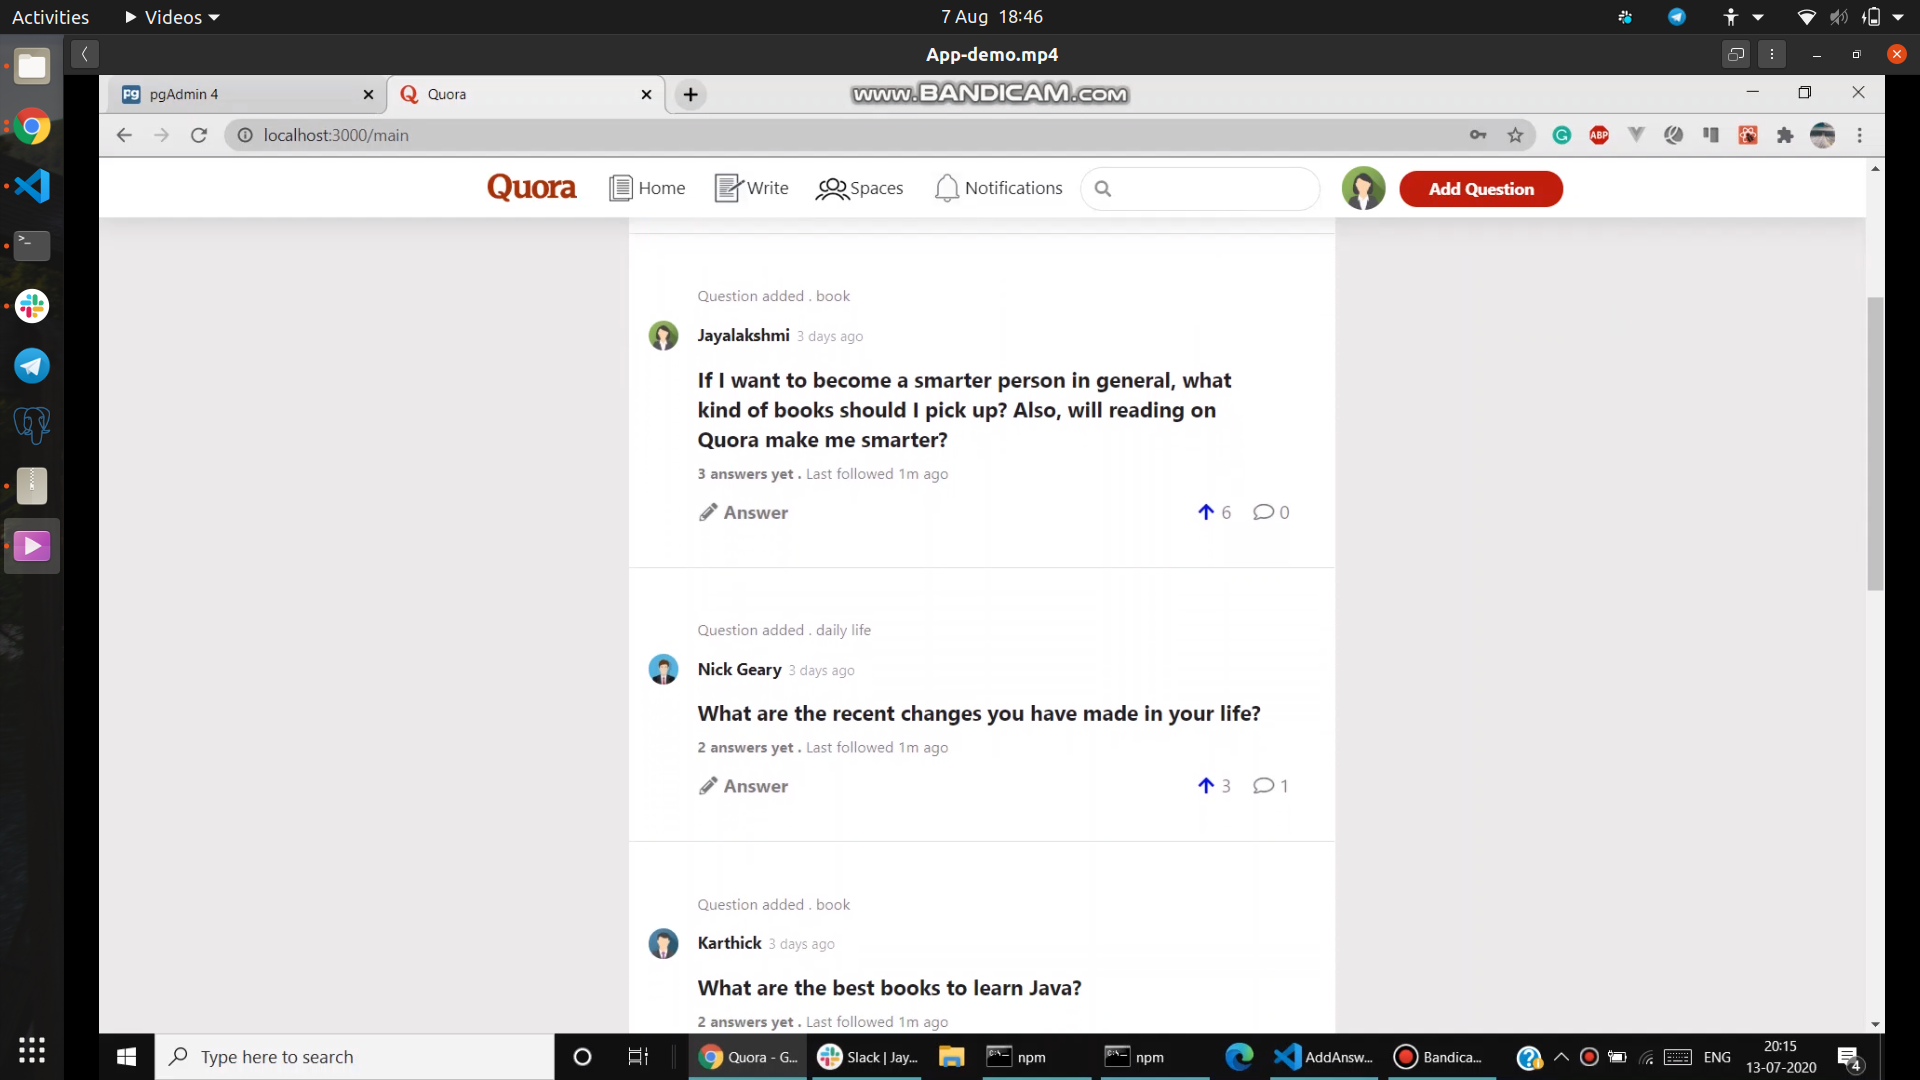 Activities
Videos
7 Aug 18:46
App-demo.mp4
pgAdmin 4
Quora
www.BANDICAM.com
localhost:3000/main
ABP
Quora
Home
Write
Spaces
Notifications
Add Question
Question added . book
Jayalakshmi 3 days ago
If I want to become a smarter person in general, what
kind of books should I pick up? Also, will reading on
Quora make me smarter?
3 answers yet . Last followed 1m ago
Answer
6
0
Question added . daily life
Nick Geary 3 days ago
What are the recent changes you have made in your life?
2 answers yet . Last followed 1m ago
Answer
3
1
Question added . book
Karthick 3 days ago
What are the best books to learn Java?
2 answers yet . Last followed 1m ago
Type here to search
Quora - G...
Slack | Jay...
npm
npm
AddAnsw...
Bandica...
ENG
20:15
13-07-2020
4